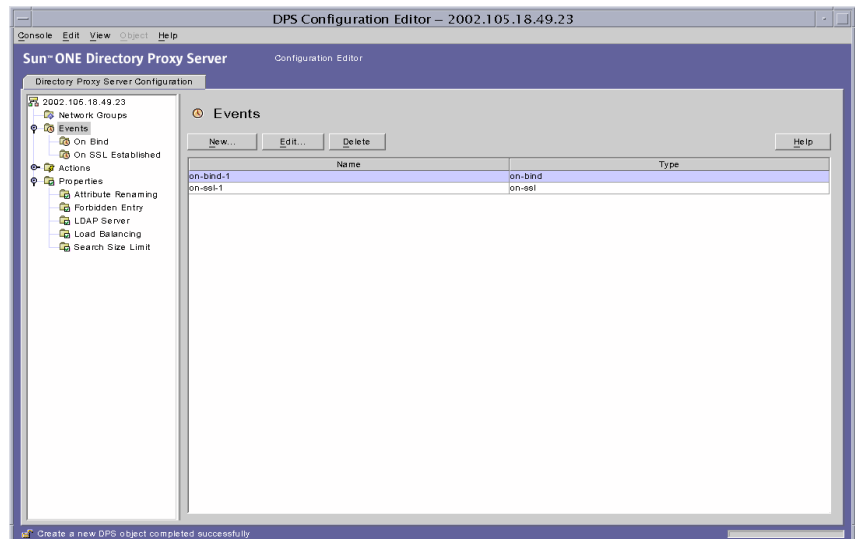 DPS Configuration Editor – 2002.105.18.49.23
Console Edit View Object Help
Sun™ ONE Directory Proxy Server Configuration Editor
Directory Proxy Server Configuration
2002.105.18.49.23
Network Groups
Events
On Bind
On SSL Established
Actions
Properties
Attribute Renaming
Forbidden Entry
LDAP Server
Load Balancing
Search Size Limit
Events
New... Edit... Delete Help
Name Type
on-bind-1 on-bind
on-ssl-1 on-ssl
Create a new DPS object completed successfully